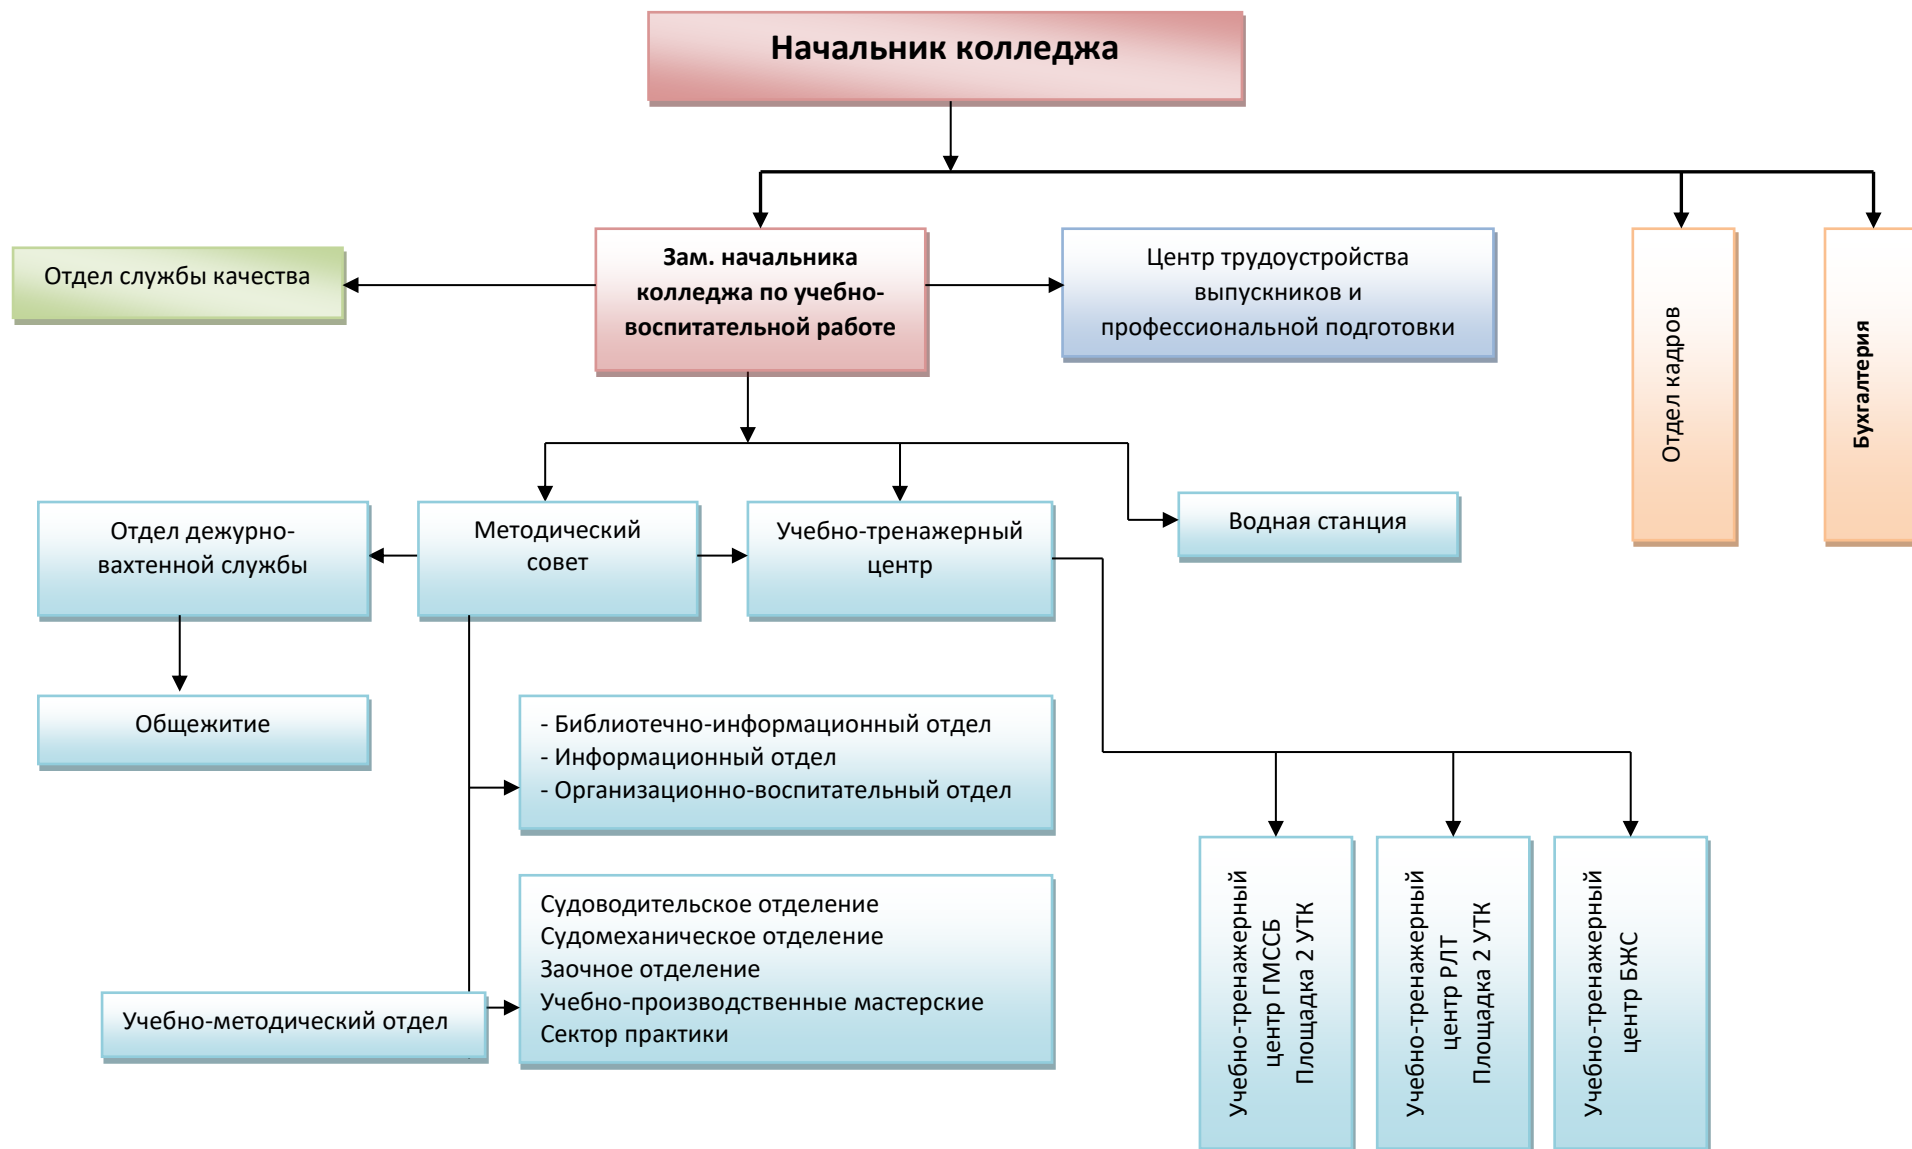 Начальник колледжа
Отдел службы качества
Зам. начальника
колледжа по учебно-
воспитательной работе
Центр трудоустройства
выпускников и
профессиональной подготовки
Отдел кадров
Бухгалтерия
Отдел дежурно-
вахтенной службы
Методический
совет
Учебно-тренажерный
центр
Водная станция
Общежитие
- Библиотечно-информационный отдел
- Информационный отдел
- Организационно-воспитательный отдел
Судоводительское отделение
Судомеханическое отделение
Заочное отделение
Учебно-производственные мастерские
Сектор практики
Учебно-методический отдел
Учебно-тренажерный
центр ГМССБ
Площадка 2 УТК
Учебно-тренажерный
центр РЛТ
Площадка 2 УТК
Учебно-тренажерный
центр БЖС